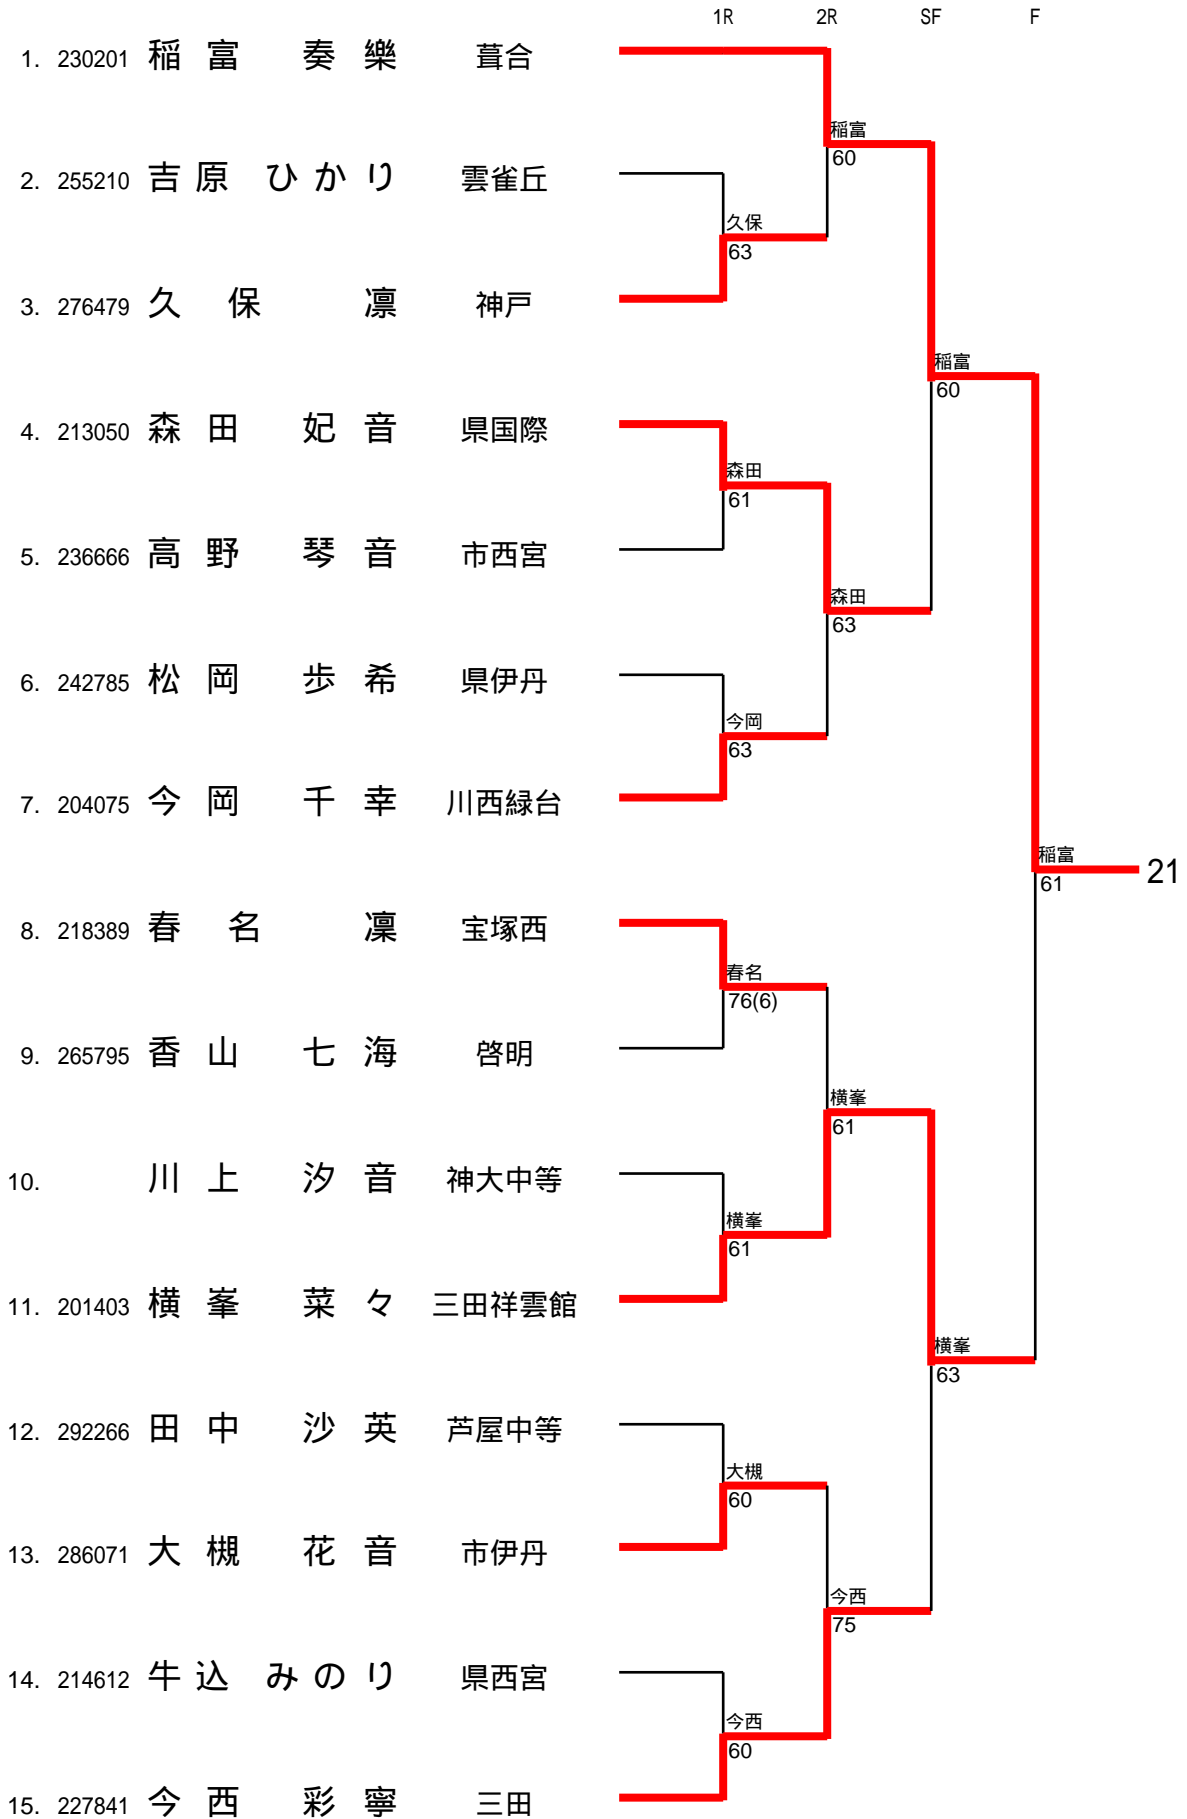 1R 2R SF F
1. 230201 稲富 奏樂 葺合
稲富
60
2. 255210 吉原 ひかり 雲雀丘
久保
63
3. 276479 久保 凛 神戸
稲富
60
4. 213050 森田 妃音 県国際
森田
61
5. 236666 高野 琴音 市西宮
森田
63
6. 242785 松岡 歩希 県伊丹
今岡
63
7. 204075 今岡 千幸 川西緑台
稲富
61
21
8. 218389 春名 凜 宝塚西
春名
76(6)
9. 265795 香山 七海 啓明
横峯
61
10. 川上 汐音 神大中等
横峯
61
11. 201403 横峯 菜々 三田祥雲館
横峯
63
12. 292266 田中 沙英 芦屋中等
大槻
60
13. 286071 大槻 花音 市伊丹
今西
75
14. 214612 牛込 みのり 県西宮
今西
60
15. 227841 今西 彩寧 三田